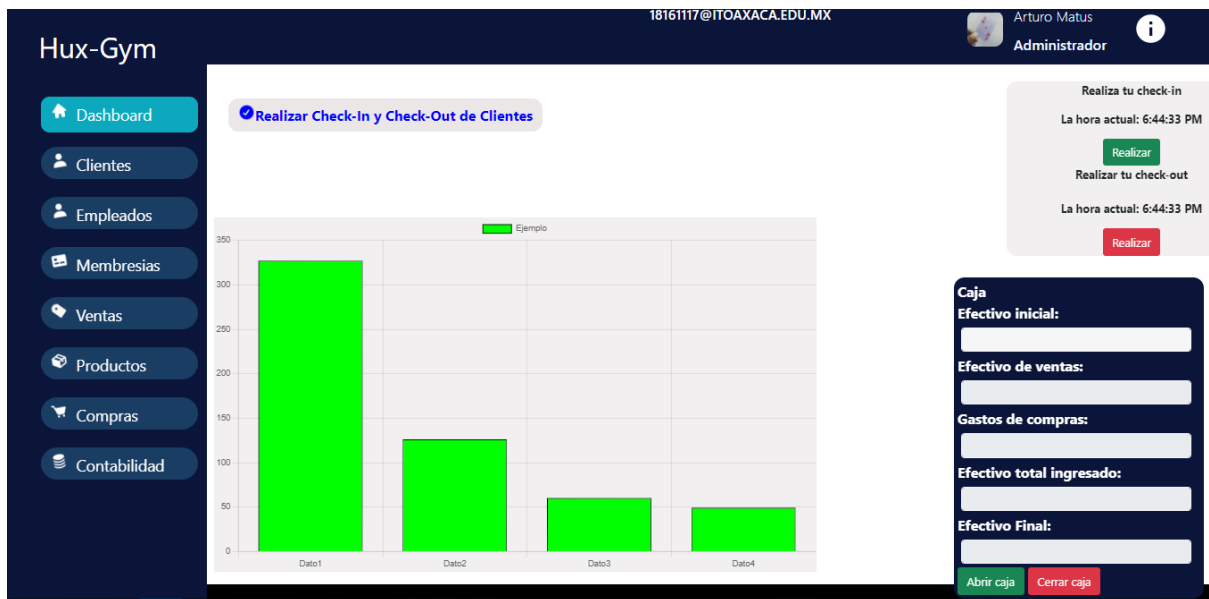 18161117@ITOAXACA.EDU.MX
Arturo Matus
Administrador
Hux-Gym
Dashboard
Clientes
Empleados
Membresias
Ventas
Productos
Compras
Contabilidad
Realizar Check-In y Check-Out de Clientes
Ejemplo
350
300
250
200
150
100
50
0
Dato1
Dato2
Dato3
Dato4
Realiza tu check-in
La hora actual: 6:44:33 PM
Realizar
Realizar tu check-out
La hora actual: 6:44:33 PM
Realizar
Caja
Efectivo inicial:
Efectivo de ventas:
Gastos de compras:
Efectivo total ingresado:
Efectivo Final:
Abrir caja
Cerrar caja